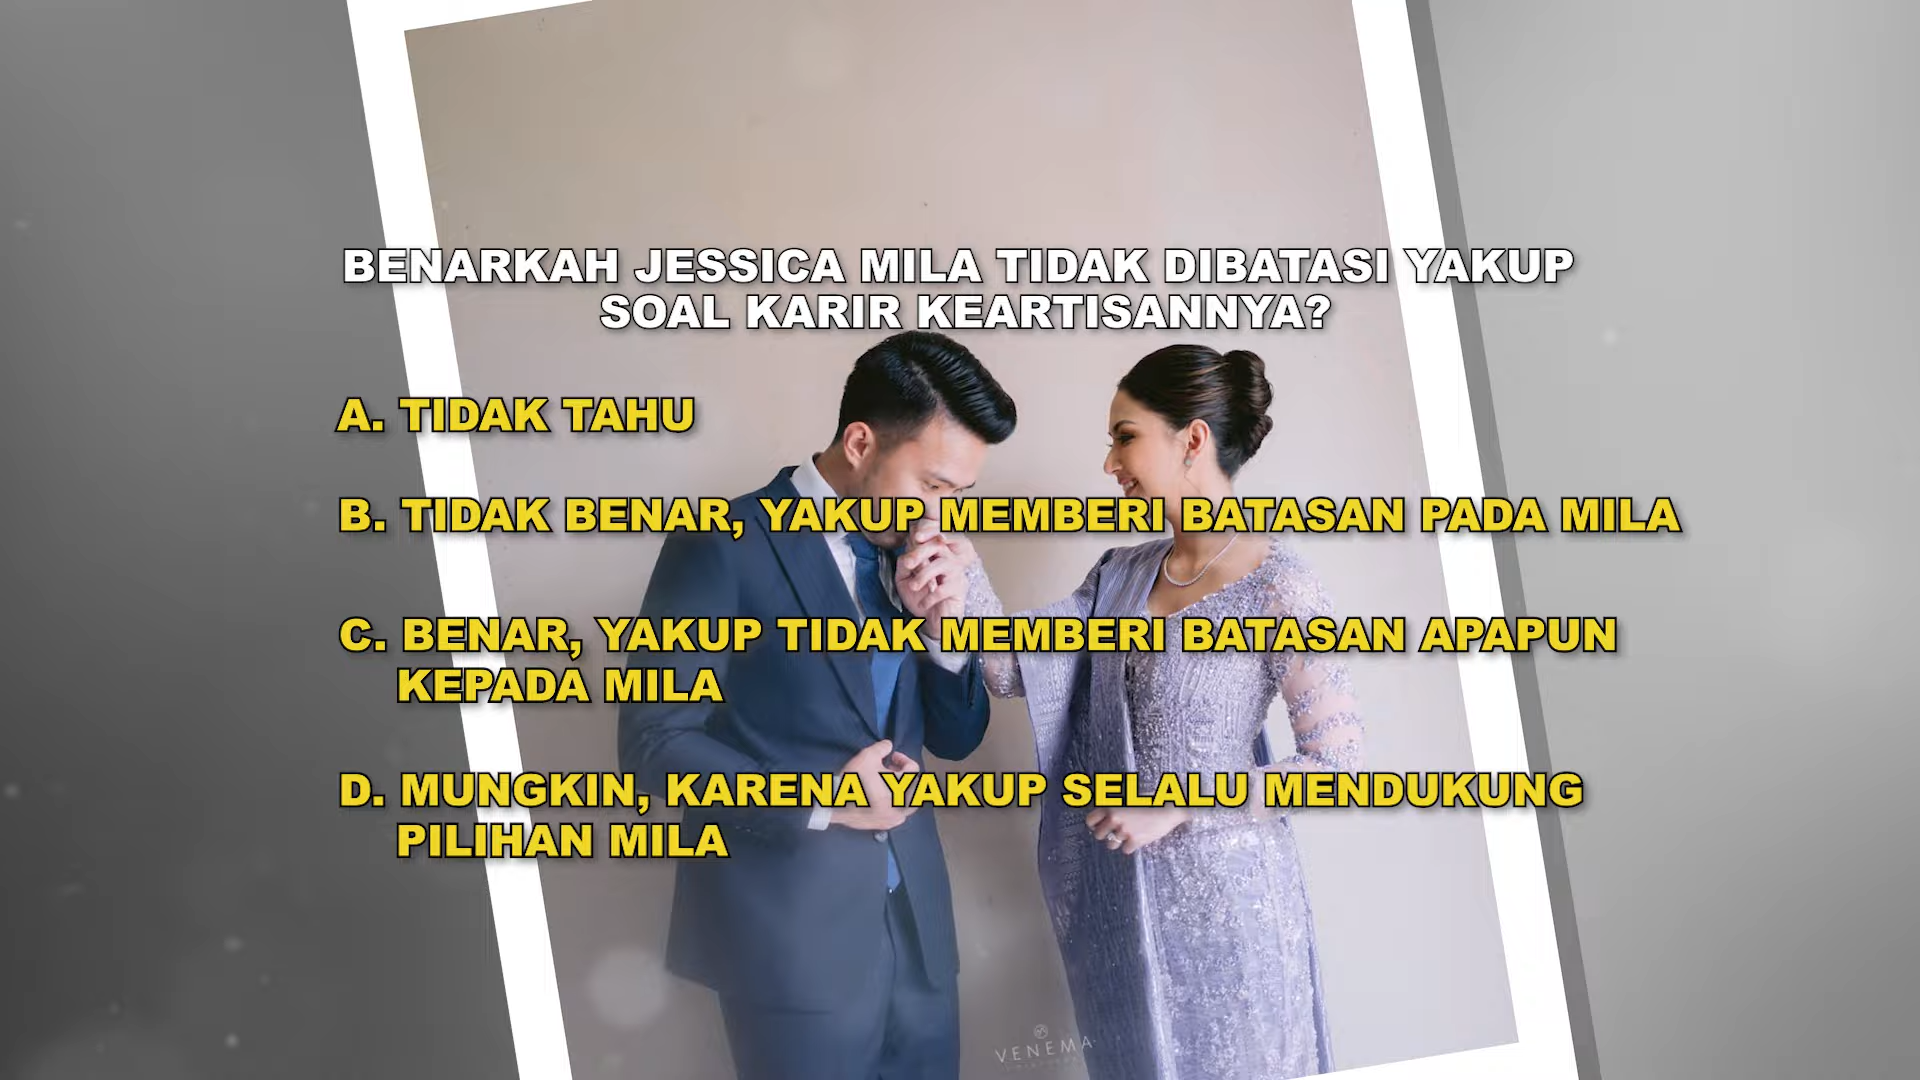 BENARKAH JESSICA MILA TIDAK DIBATASI YAKUP
SOAL KARIR KEARTISANNYA?
A. TIDAK TAHU
B. TIDAK BENAR, YAKUP MEMBERI BATASAN PADA MILA
C. BENAR, YAKUP TIDAK MEMBERI BATASAN APAPUN
KEPADA MILA
D. MUNGKIN, KARENA YAKUP SELALU MENDUKUNG
PILIHAN MILA
VENEMA